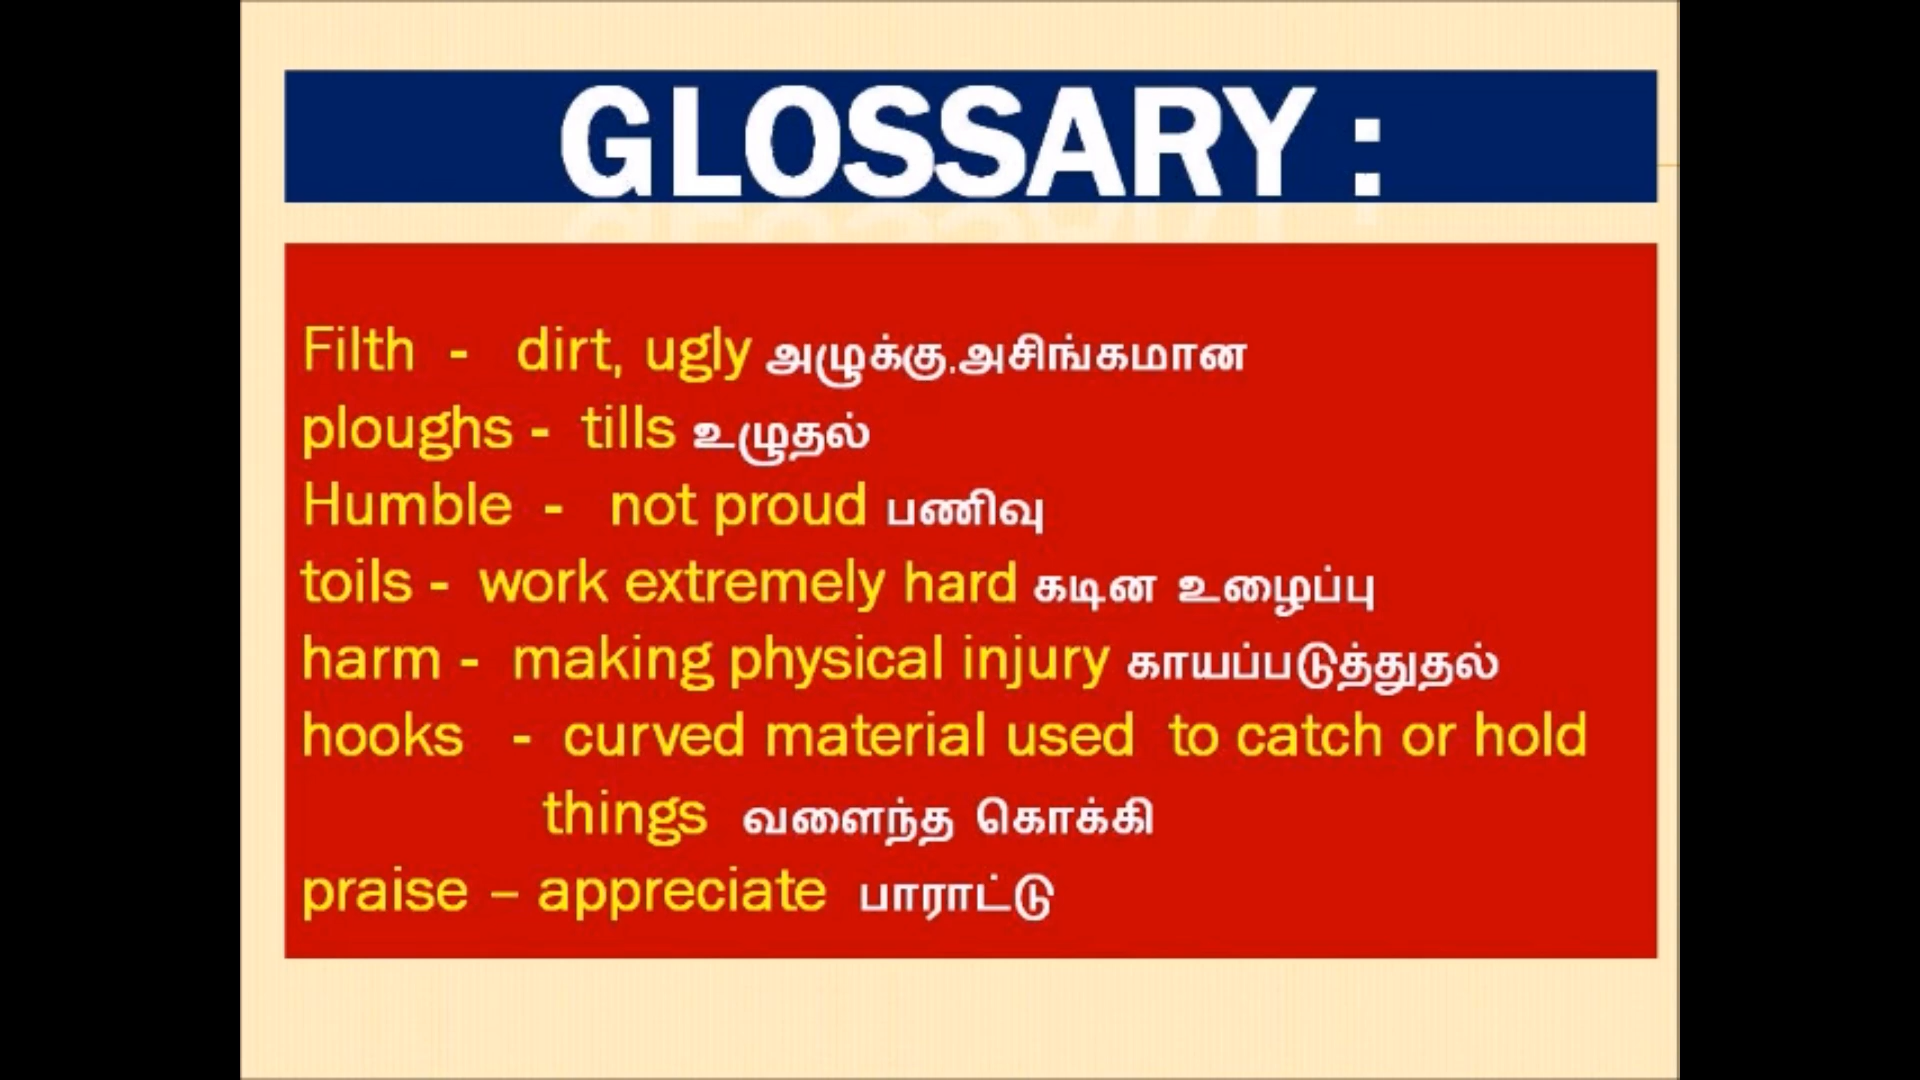 GLOSSARY :
Filth - dirt, ugly அழுக்கு.அசிங்கமான
ploughs - tills உழுதல்
Humble - not proud பணிவு
toils - work extremely hard கடின உழைப்பு
harm - making physical injury காயப்படுத்துதல்
hooks - curved material used to catch or hold
things வளைந்த கொக்கி
praise – appreciate பாராட்டு